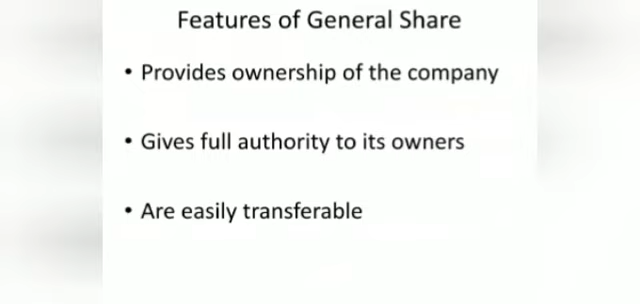 Features of General Share
• Provides ownership of the company
• Gives full authority to its owners
• Are easily transferable